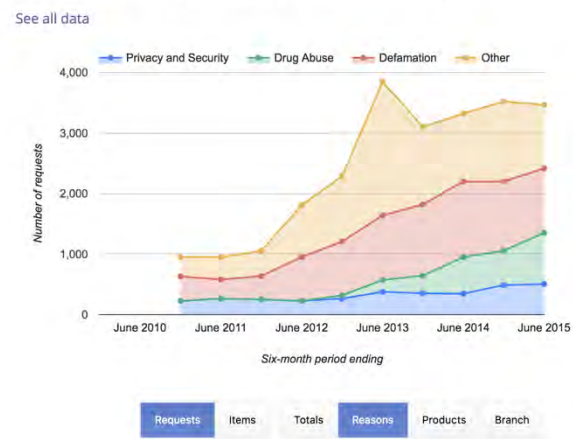 See all data
Privacy and Security Drug Abuse Defamation Other
4,000
3,000
2,000
1,000
0
Number of requests
June 2010 June 2011 June 2012 June 2013 June 2014 June 2015
Six-month period ending
Requests Items Totals Reasons Products Branch